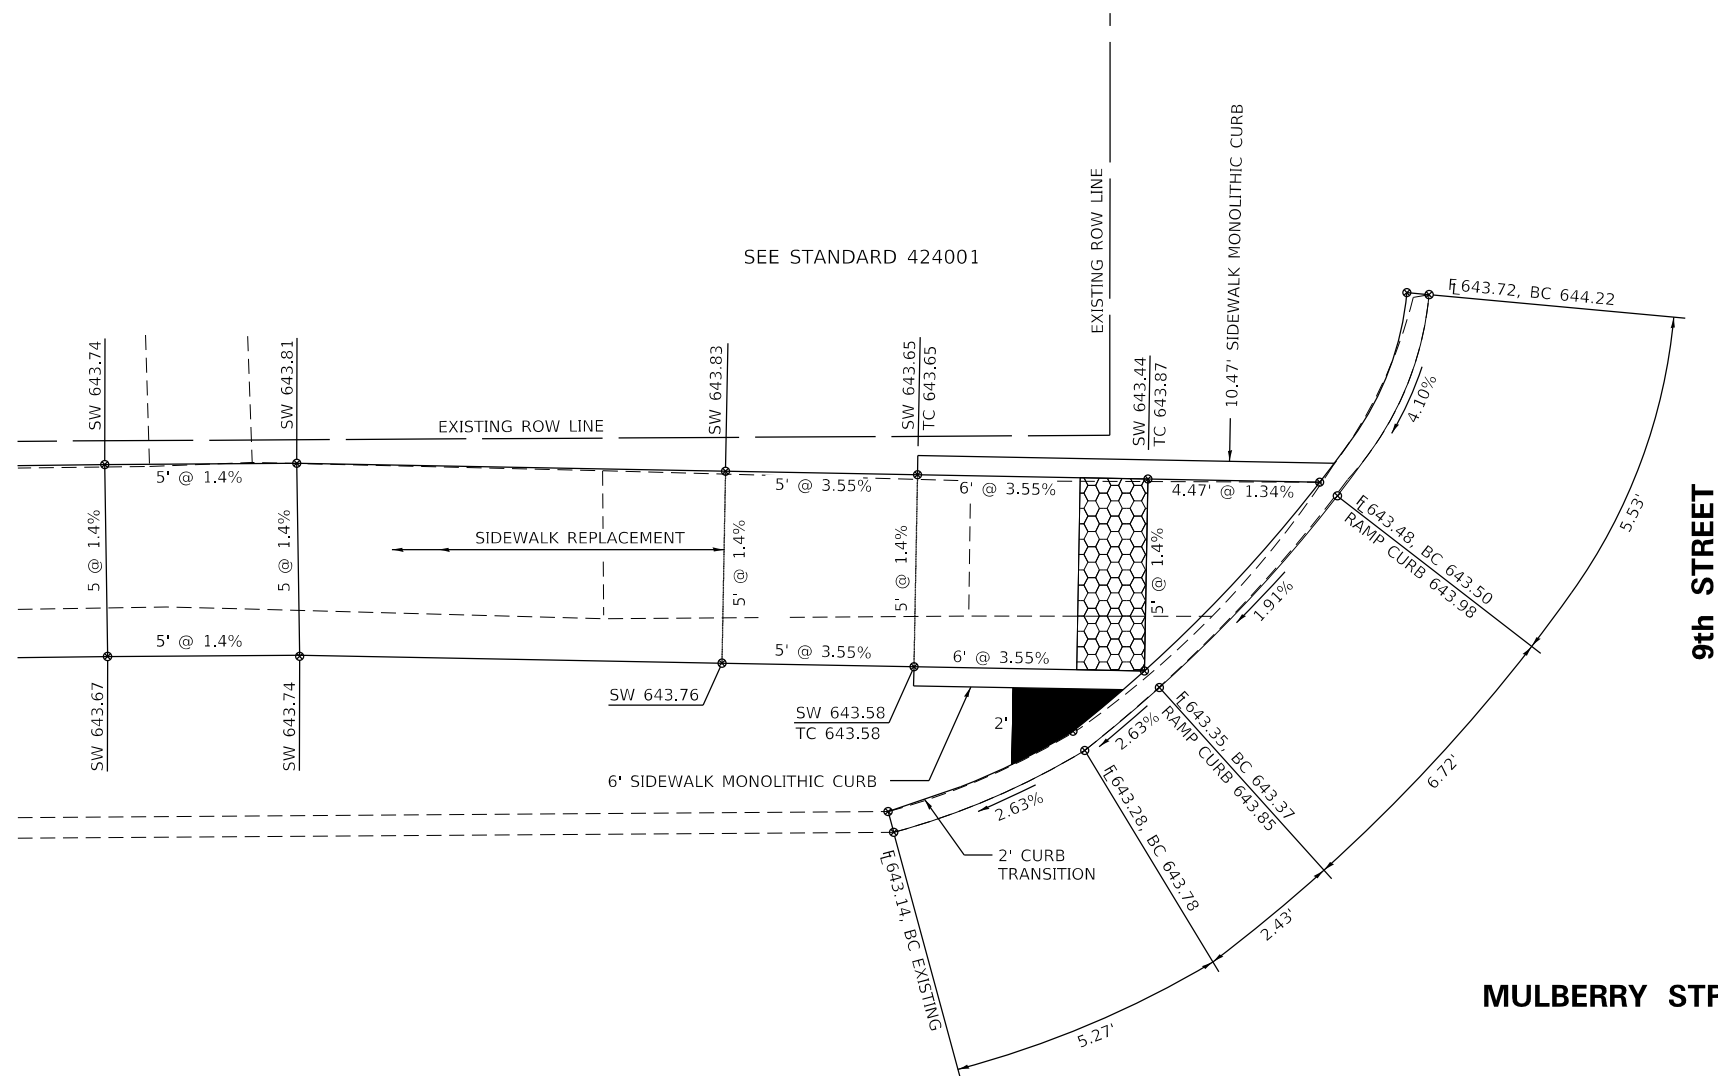 SEE STANDARD 424001
EXISTING ROW LINE
10.47' SIDEWALK MONOLITHIC CURB
FL 643.72, BC 644.22
4.10%
SW 643.74
SW 643.81
SW 643.83
SW 643.65
TC 643.65
SW 643.44
TC 643.87
EXISTING ROW LINE
5' @ 1.4%
5' @ 3.55%
6' @ 3.55%
4.47' @ 1.34%
5 @ 1.4%
5 @ 1.4%
SIDEWALK REPLACEMENT
5' @ 1.4%
5' @ 1.4%
5' @ 1.4%
FL 643.48, BC 643.50
RAMP CURB 643.98
5.53'
9th STREET
1.91%
5' @ 1.4%
5' @ 3.55%
6' @ 3.55%
SW 643.67
SW 643.74
SW 643.76
SW 643.58
TC 643.58
2'
2.63%
FL 643.35, BC 643.37
RAMP CURB 643.85
6.72'
6' SIDEWALK MONOLITHIC CURB
2.63%
FL 643.28, BC 643.78
2' CURB
TRANSITION
FL 643.14, BC EXISTING
2.43'
5.27'
MULBERRY